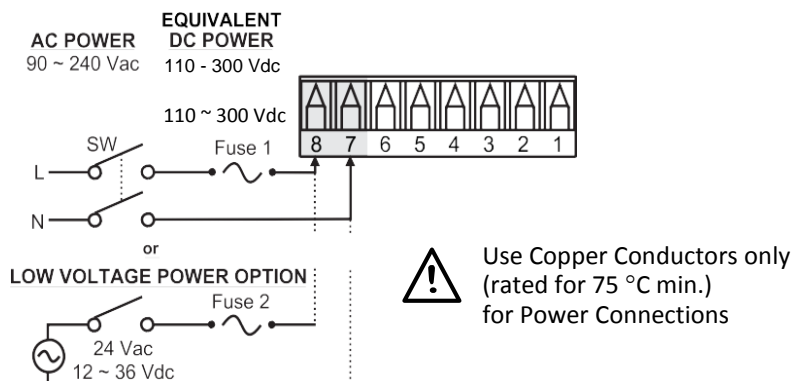 EQUIVALENT
AC POWER DC POWER
90 ~ 240 Vac 110 - 300 Vdc
110 ~ 300 Vdc
SW Fuse 1 8 7 6 5 4 3 2 1
L
N
or
LOW VOLTAGE POWER OPTION
Fuse 2
24 Vac
12 ~ 36 Vdc
Use Copper Conductors only
(rated for 75 °C min.)
for Power Connections